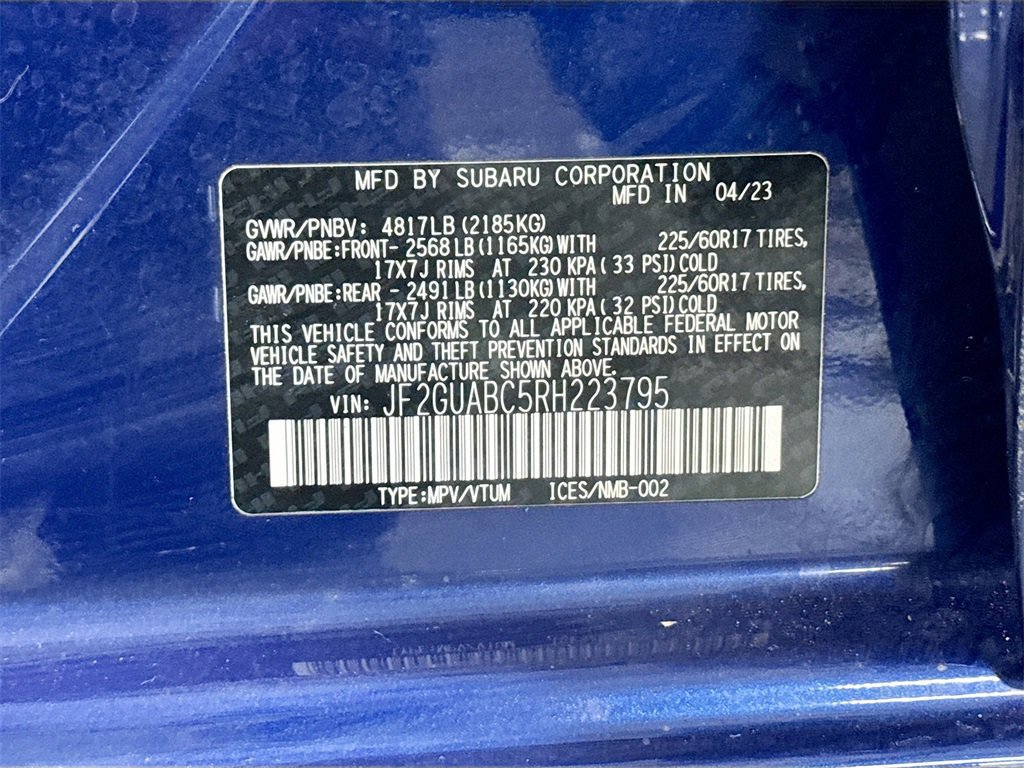 MFD BY SUBARU CORPORATION
MFD IN 04/23
GVWR/PNBV: 4817LB (2185KG)
GAWR/PNBE:FRONT- 2568 LB (1165KG) WITH 225/60R17 TIRES,
17X7J RIMS AT 230 KPA( 33 PSI) COLD
GAWR/PNBE:REAR - 2491 LB (1130KG) WITH 225/60R17 TIRES,
17X7J RIMS AT 220 KPA( 32 PSI) COLD
THIS VEHICLE CONFORMS TO ALL APPLICABLE FEDERAL MOTOR
VEHICLE SAFETY AND THEFT PREVENTION STANDARDS IN EFFECT ON
THE DATE OF MANUFACTURE SHOWN ABOVE.
VIN: JF2GUABC5RH223795
TYPE:MPV/VTUM ICES/NMB-002